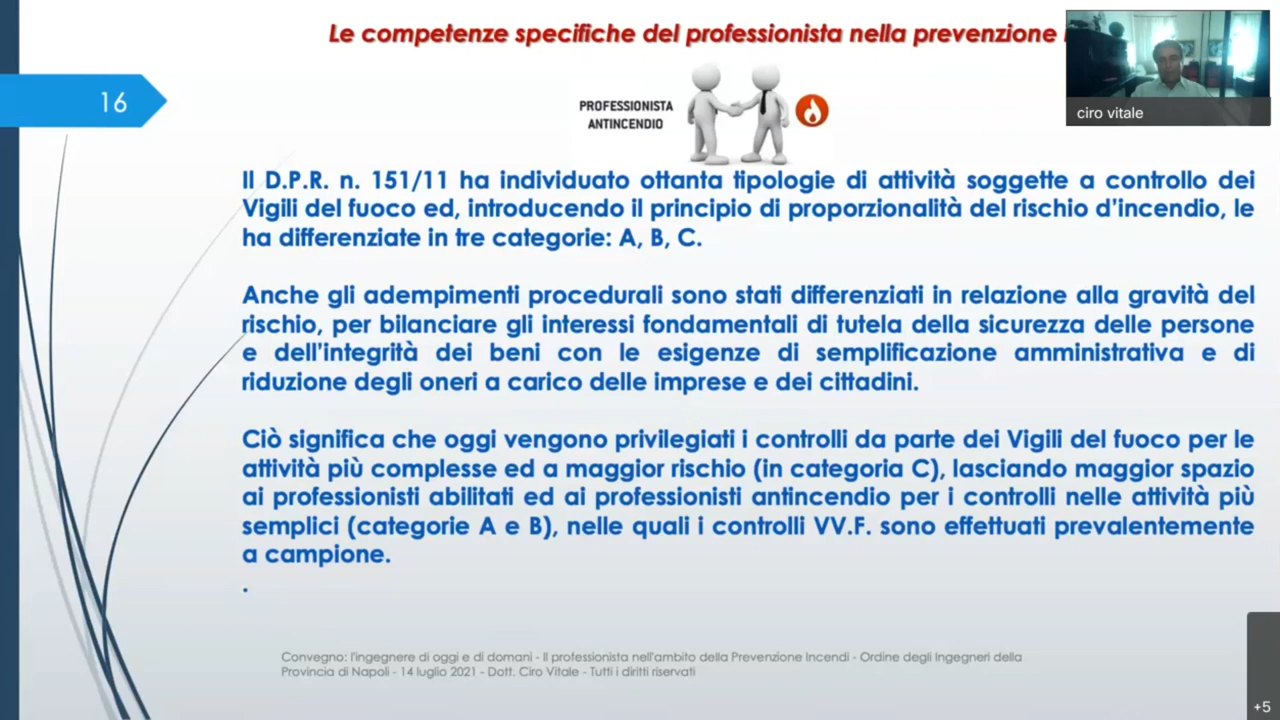 Le competenze specifiche del professionista nella prevenzione
ciro vitale
16
PROFESSIONISTA
ANTINCENDIO
Il D.P.R. n. 151/11 ha individuato ottanta tipologie di attività soggette a controllo dei
Vigili del fuoco ed, introducendo il principio di proporzionalità del rischio d’incendio, le
ha differenziate in tre categorie: A, B, C.
Anche gli adempimenti procedurali sono stati differenziati in relazione alla gravità del
rischio, per bilanciare gli interessi fondamentali di tutela della sicurezza delle persone
e dell’integrità dei beni con le esigenze di semplificazione amministrativa e di
riduzione degli oneri a carico delle imprese e dei cittadini.
Ciò significa che oggi vengono privilegiati i controlli da parte dei Vigili del fuoco per le
attività più complesse ed a maggior rischio (in categoria C), lasciando maggior spazio
ai professionisti abilitati ed ai professionisti antincendio per i controlli nelle attività più
semplici (categorie A e B), nelle quali i controlli VV.F. sono effettuati prevalentemente
a campione.
.
Convegno: l'ingegnere di oggi e di domani - Il professionista nell'ambito della Prevenzione Incendi - Ordine degli Ingegneri della
Provincia di Napoli - 14 luglio 2021 - Dott. Ciro Vitale - Tutti i diritti riservati
+5